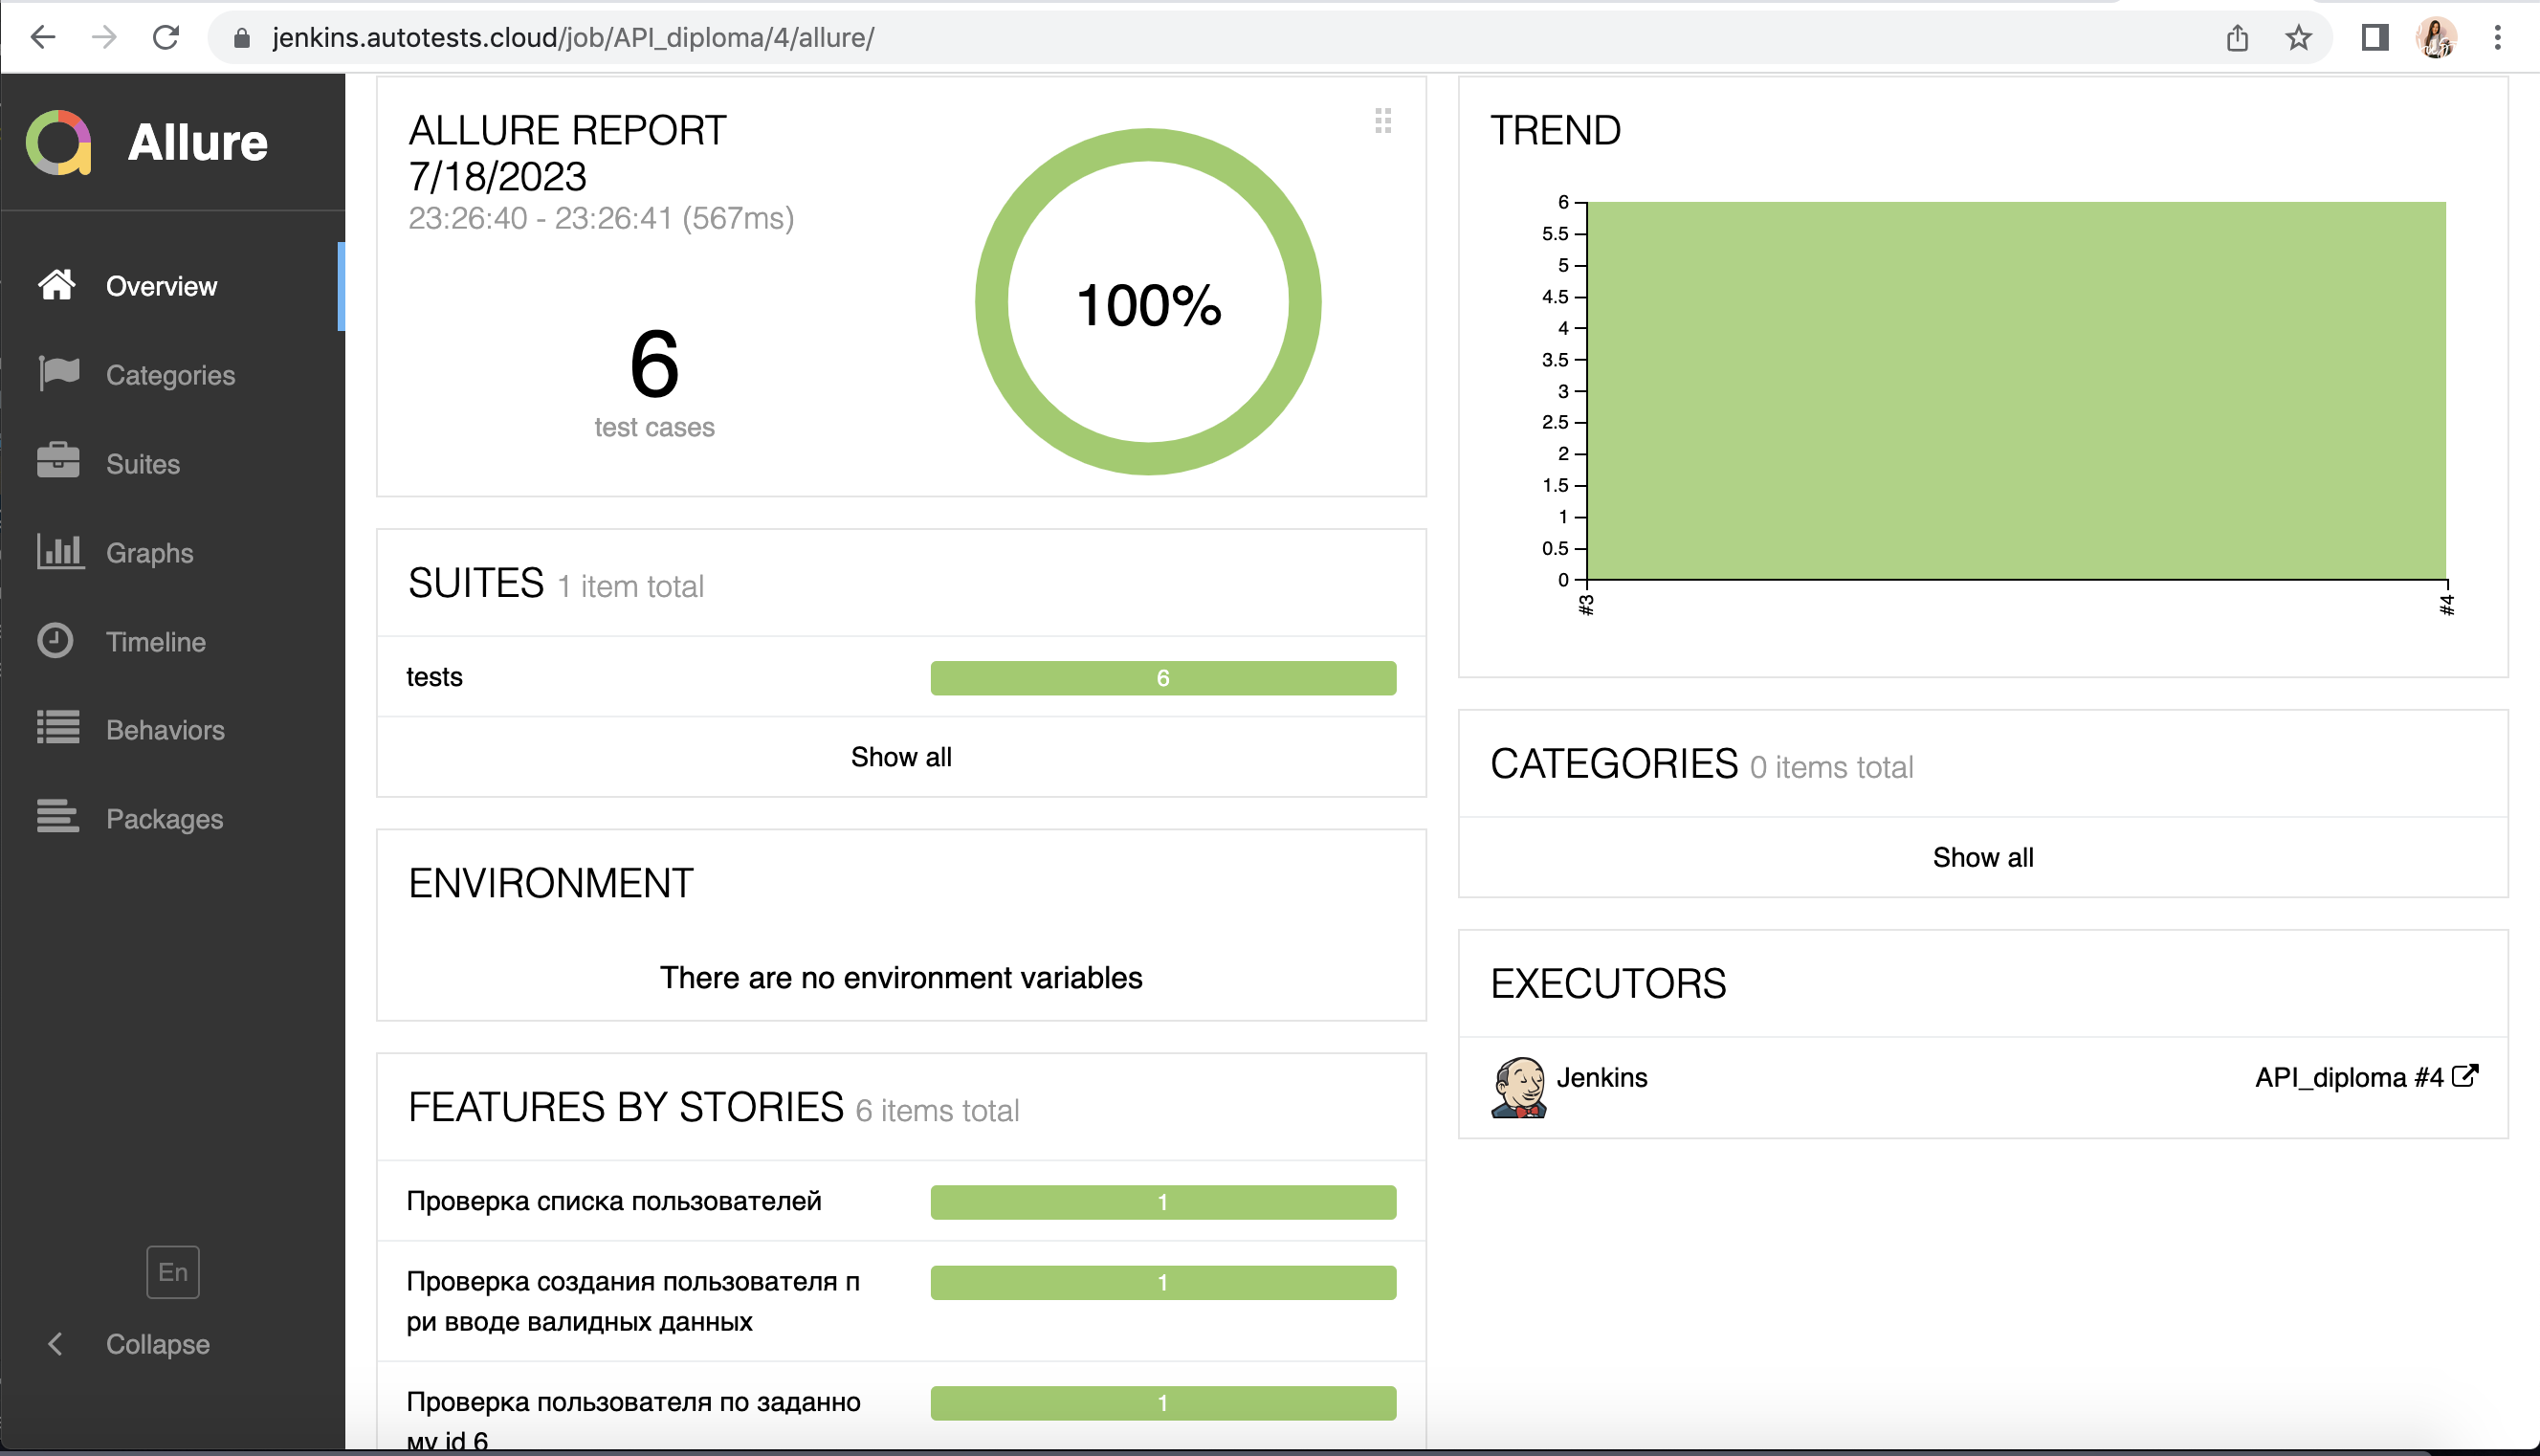 jenkins.autotests.cloud/job/API_diploma/4/allure/
Allure
Overview
Categories
Suites
Graphs
Timeline
Behaviors
Packages
En
Collapse
ALLURE REPORT
7/18/2023
23:26:40 - 23:26:41 (567ms)
6
test cases
100%
SUITES 1 item total
tests 6
Show all
ENVIRONMENT
There are no environment variables
FEATURES BY STORIES 6 items total
Проверка списка пользователей 1
Проверка создания пользователя п 1
ри вводе валидных данных
Проверка пользователя по заданно 1
му id 6
TREND
6
5.5
5
4.5
4
3.5
3
2.5
2
1.5
1
0.5
0
#3
#4
CATEGORIES 0 items total
Show all
EXECUTORS
Jenkins API_diploma #4